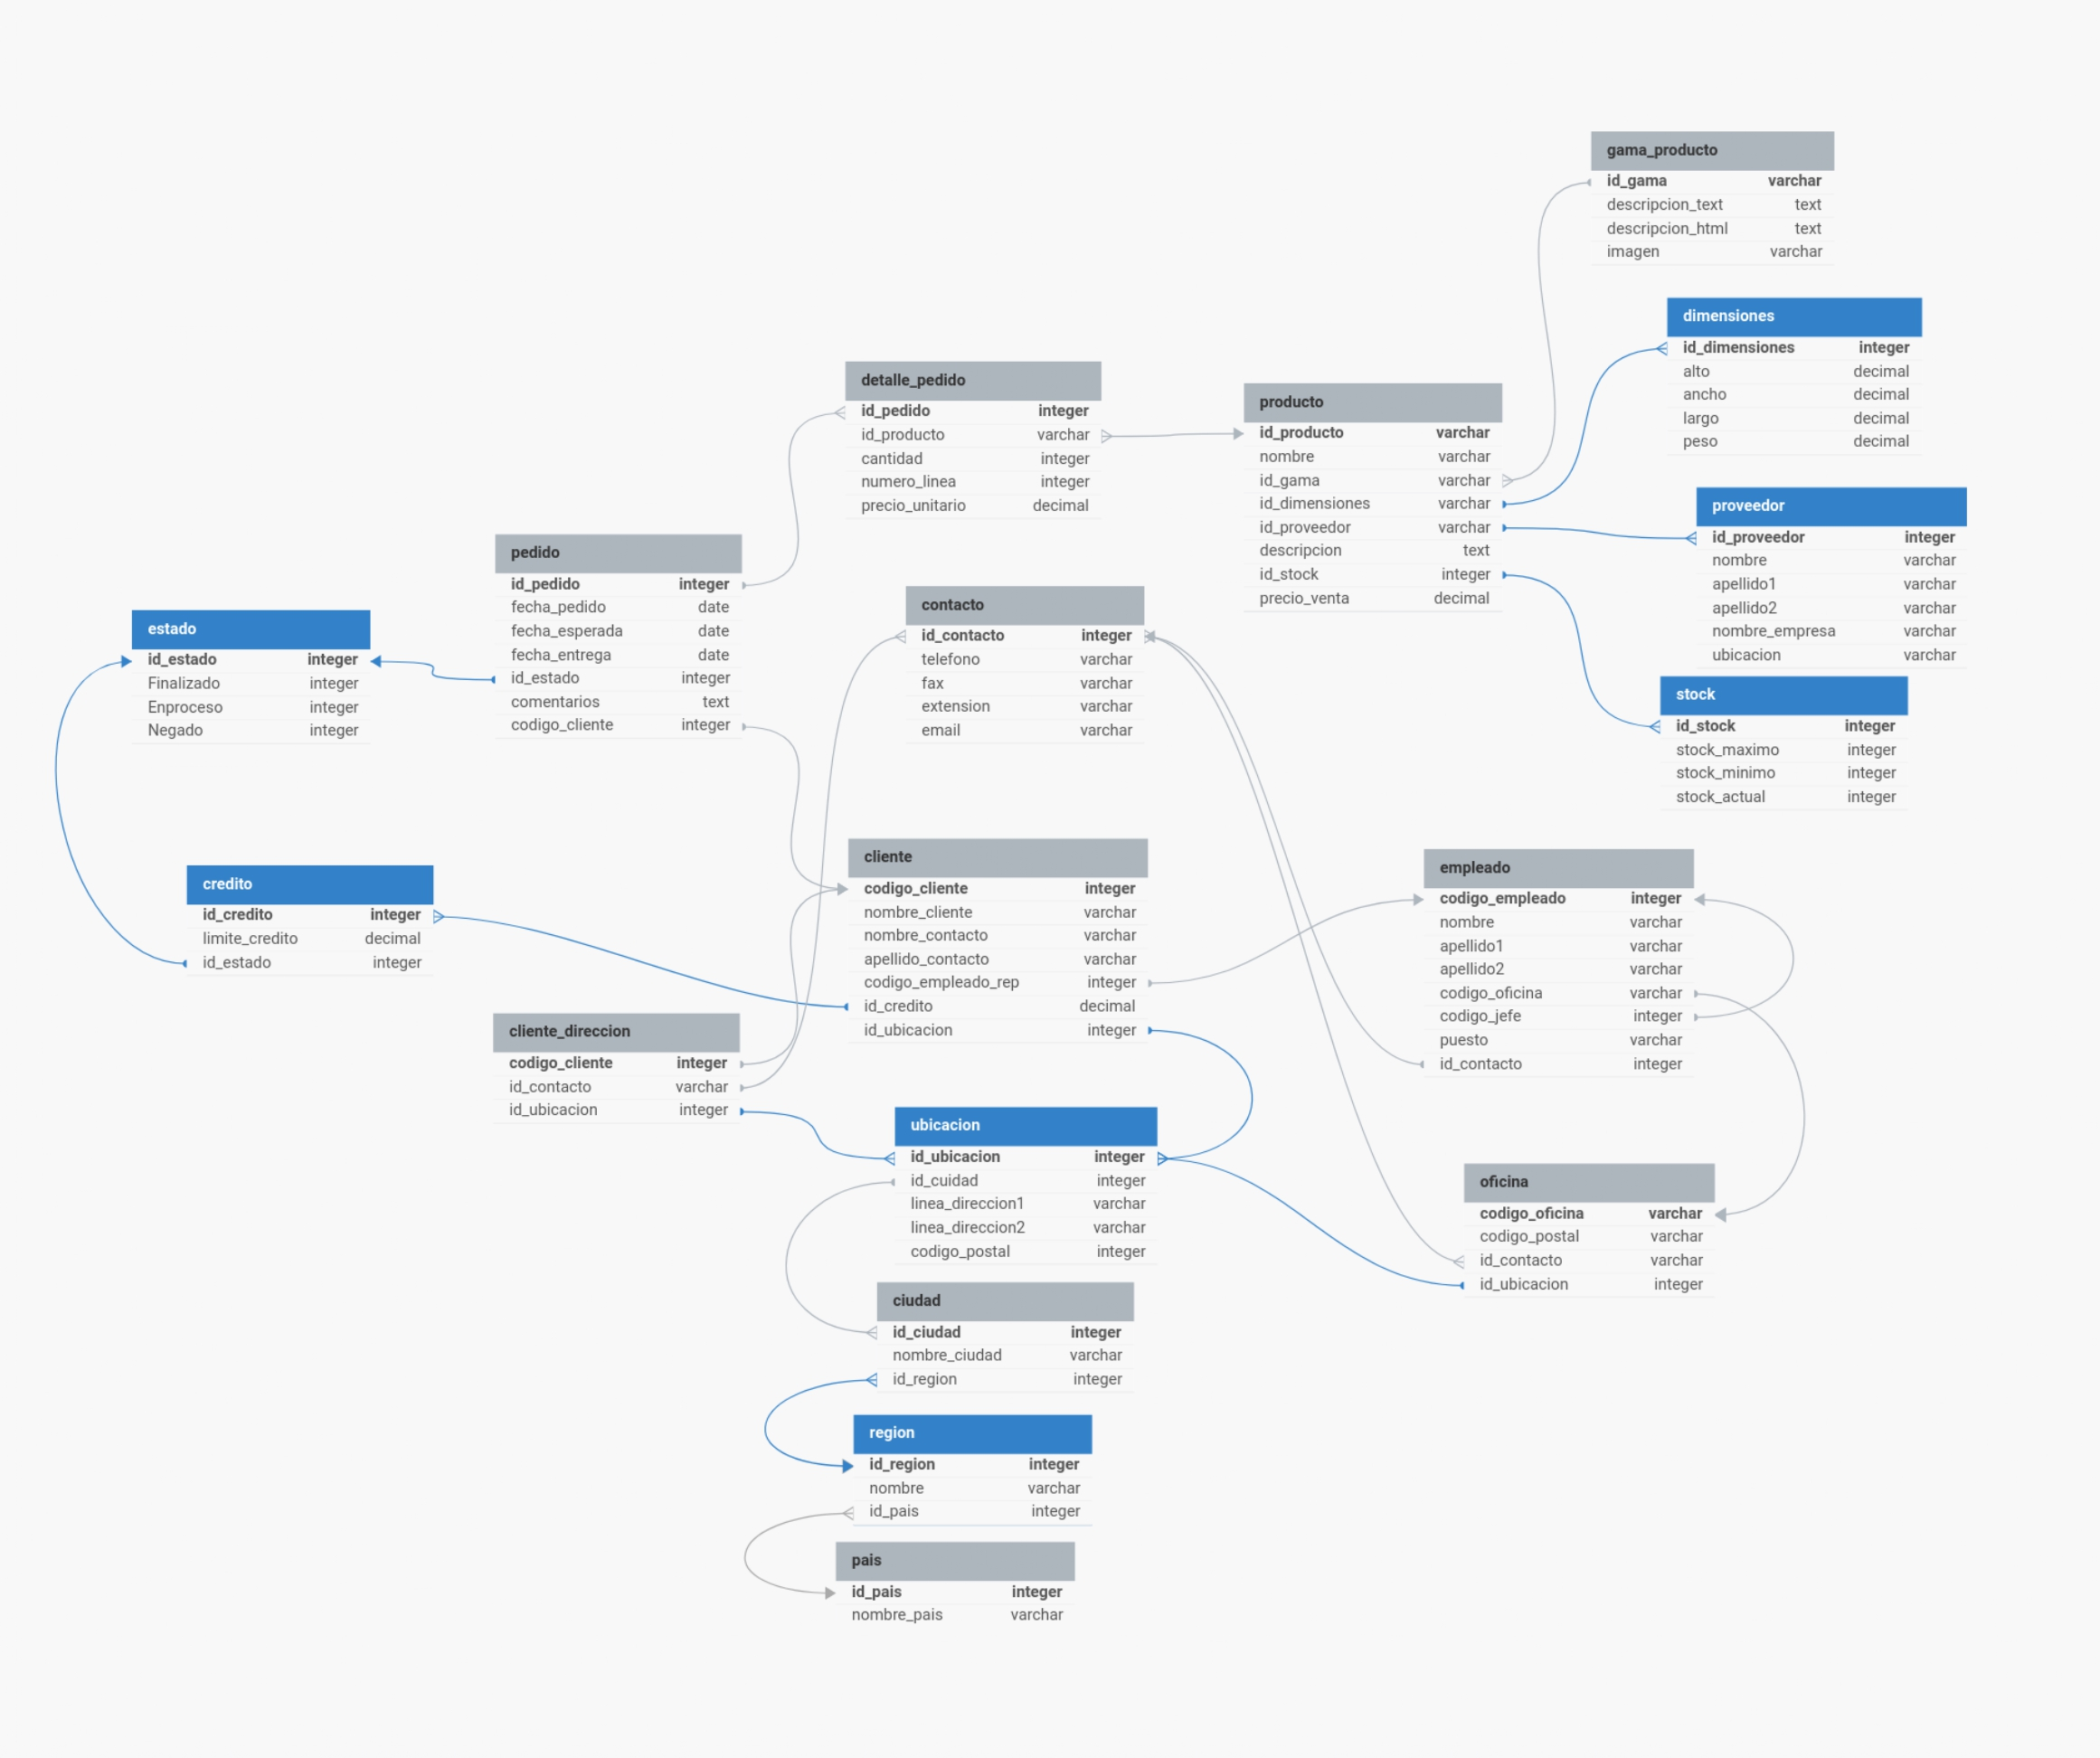 gama_producto
id_gama varchar
descripcion_text text
descripcion_html text
imagen varchar
dimensiones
id_dimensiones integer
alto decimal
ancho decimal
largo decimal
peso decimal
detalle_pedido
id_pedido integer
id_producto varchar
cantidad integer
numero_linea integer
precio_unitario decimal
producto
id_producto varchar
nombre varchar
id_gama varchar
id_dimensiones varchar
id_proveedor varchar
descripcion text
id_stock integer
precio_venta decimal
proveedor
id_proveedor integer
nombre varchar
apellido1 varchar
apellido2 varchar
nombre_empresa varchar
ubicacion varchar
pedido
id_pedido integer
fecha_pedido date
fecha_esperada date
fecha_entrega date
id_estado integer
comentarios text
codigo_cliente integer
contacto
id_contacto integer
telefono varchar
fax varchar
extension varchar
email varchar
estado
id_estado integer
Finalizado integer
Enproceso integer
Negado integer
stock
id_stock integer
stock_maximo integer
stock_minimo integer
stock_actual integer
cliente
codigo_cliente integer
nombre_cliente varchar
nombre_contacto varchar
apellido_contacto varchar
codigo_empleado_rep integer
id_credito decimal
id_ubicacion integer
empleado
codigo_empleado integer
nombre varchar
apellido1 varchar
apellido2 varchar
codigo_oficina varchar
codigo_jefe integer
puesto varchar
id_contacto integer
credito
id_credito integer
limite_credito decimal
id_estado integer
cliente_direccion
codigo_cliente integer
id_contacto varchar
id_ubicacion integer
ubicacion
id_ubicacion integer
id_cuidad integer
linea_direccion1 varchar
linea_direccion2 varchar
codigo_postal integer
oficina
codigo_oficina varchar
codigo_postal varchar
id_contacto varchar
id_ubicacion integer
ciudad
id_ciudad integer
nombre_ciudad varchar
id_region integer
region
id_region integer
nombre varchar
id_pais integer
pais
id_pais integer
nombre_pais varchar